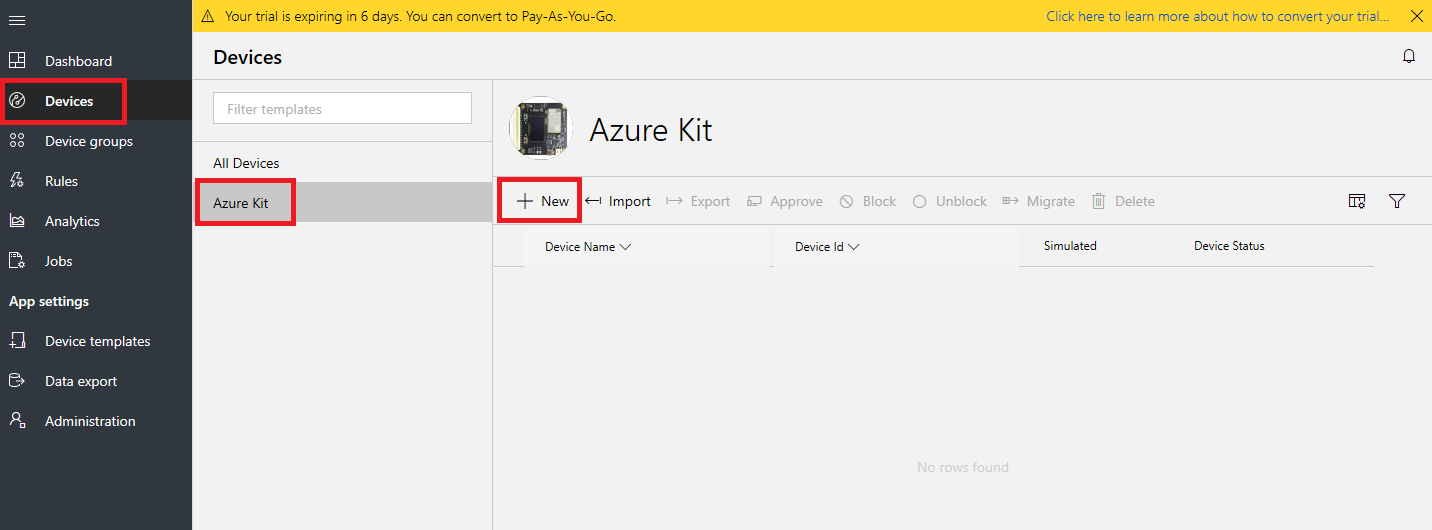 Your trial is expiring in 6 days. You can convert to Pay-As-You-Go.
Click here to learn more about how to convert your trial...
Dashboard
Devices
Device groups
Rules
Analytics
Jobs
App settings
Device templates
Data export
Administration
Devices
Filter templates
All Devices
Azure Kit
Azure Kit
New Import Export Approve Block Unblock Migrate Delete
Device Name Device Id Simulated Device Status
No rows found